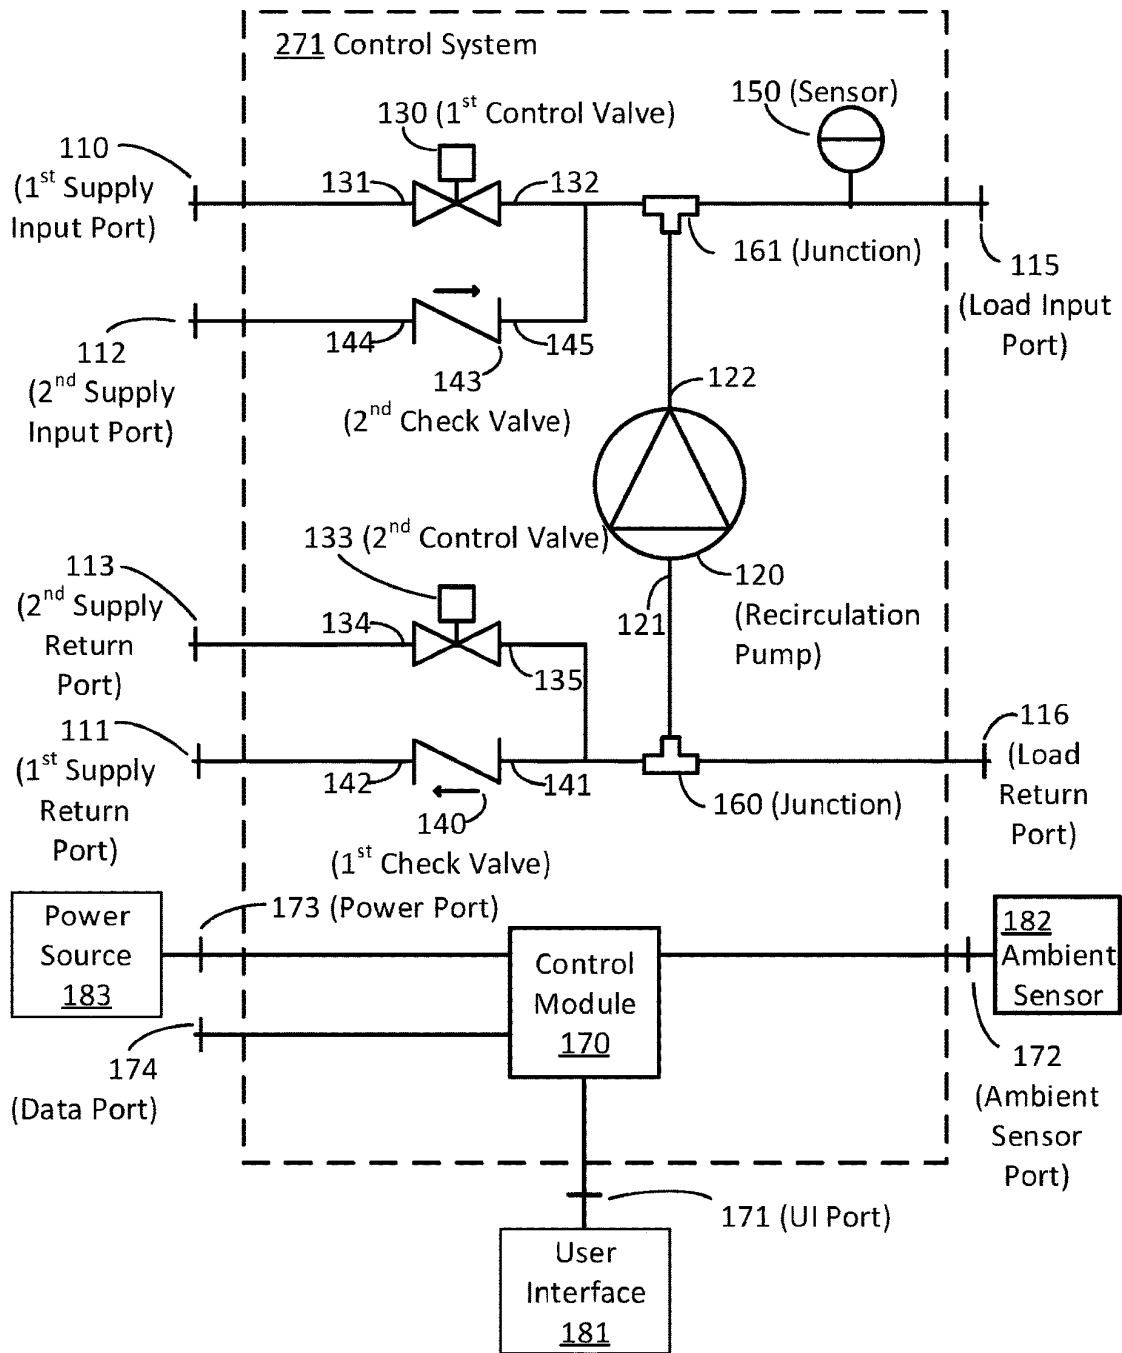 271 Control System
150 (Sensor)
130 (1st Control Valve)
110
(1st Supply
Input Port)
131
132
161 (Junction)
115
(Load Input
Port)
144
145
143
(2nd Check Valve)
112
(2nd Supply
Input Port)
122
133 (2nd Control Valve)
113
(2nd Supply
Return
Port)
134
135
121
120
(Recirculation
Pump)
111
(1st Supply
Return
Port)
142
141
140
(1st Check Valve)
160 (Junction)
116
(Load
Return
Port)
Power
Source
183
173 (Power Port)
Control
Module
170
182
Ambient
Sensor
174
(Data Port)
172
(Ambient
Sensor
Port)
171 (UI Port)
User
Interface
181